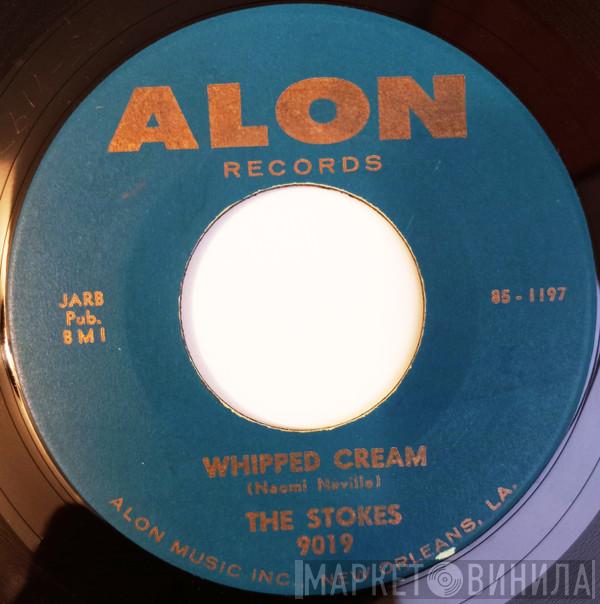 ALON
RECORDS
JARB
Pub.
BMI
85-1197
WHIPPED CREAM
(Naomi Neville)
THE STOKES
9019
ALON MUSIC INC., NEW ORLEANS, LA.
МАРКЕТ ВИНИЛА